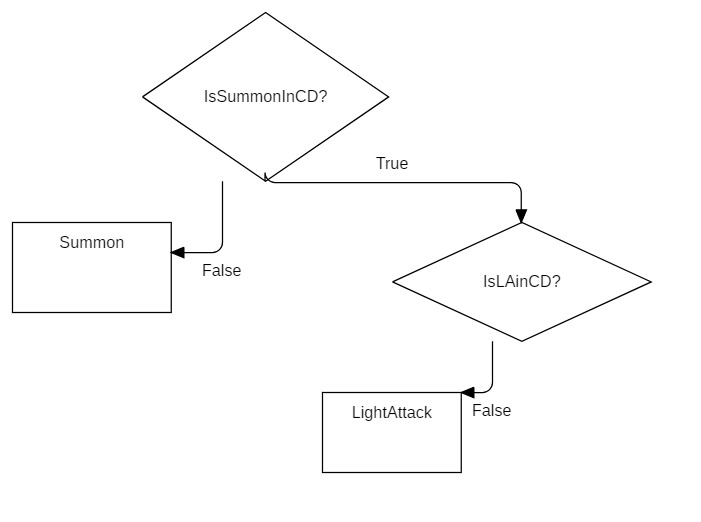 IsSummonInCD?
True
Summon
False
IsLAinCD?
LightAttack
False